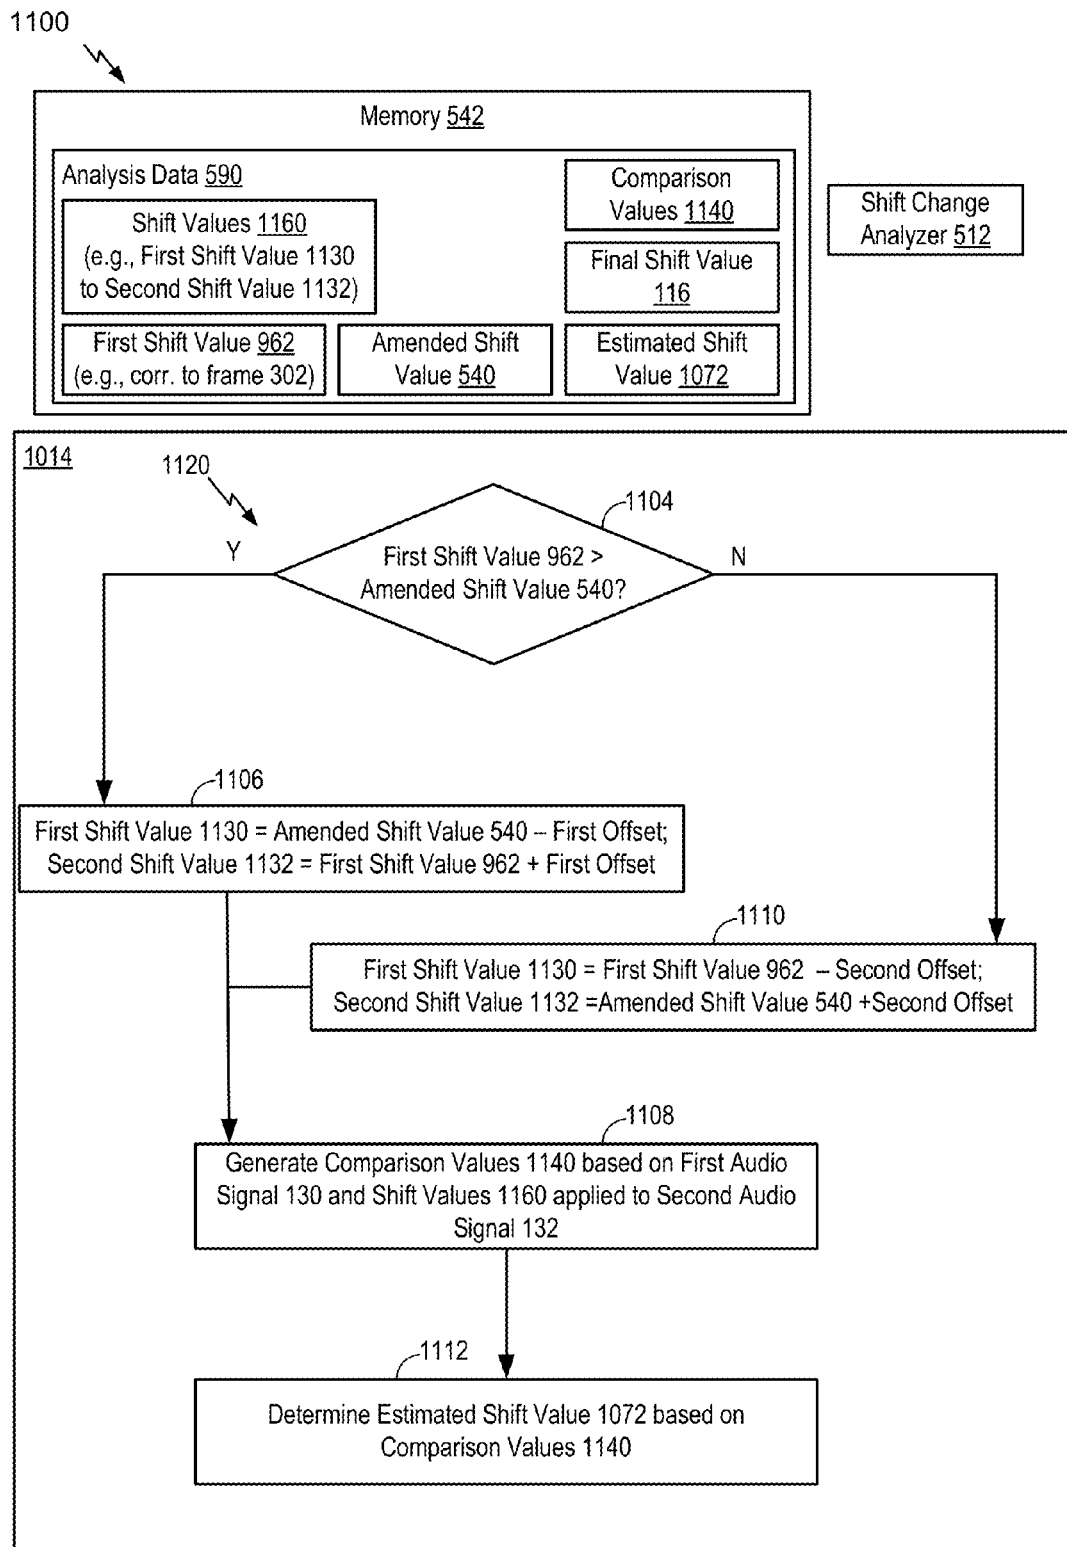 1100
Memory 542
Analysis Data 590
Shift Values 1160
(e.g., First Shift Value 1130
to Second Shift Value 1132)
Comparison
Values 1140
Final Shift Value
116
First Shift Value 962
(e.g., corr. to frame 302)
Amended Shift
Value 540
Estimated Shift
Value 1072
Shift Change
Analyzer 512
1014
1120
1104
Y
First Shift Value 962 >
Amended Shift Value 540?
N
1106
First Shift Value 1130 = Amended Shift Value 540 – First Offset;
Second Shift Value 1132 = First Shift Value 962 + First Offset
1110
First Shift Value 1130 = First Shift Value 962 – Second Offset;
Second Shift Value 1132 =Amended Shift Value 540 +Second Offset
1108
Generate Comparison Values 1140 based on First Audio
Signal 130 and Shift Values 1160 applied to Second Audio
Signal 132
1112
Determine Estimated Shift Value 1072 based on
Comparison Values 1140